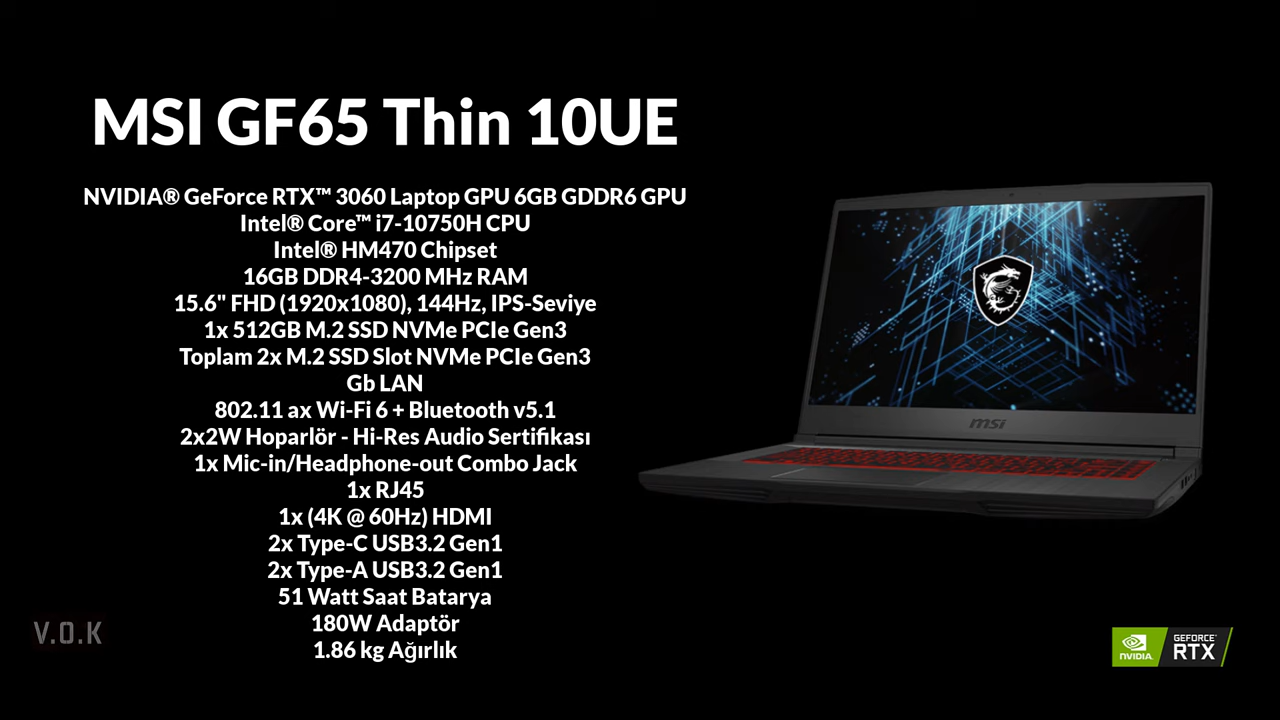 MSI GF65 Thin 10UE
NVIDIA® GeForce RTX™ 3060 Laptop GPU 6GB GDDR6 GPU
Intel® Core™ i7-10750H CPU
Intel® HM470 Chipset
16GB DDR4-3200 MHz RAM
15.6" FHD (1920x1080), 144Hz, IPS-Seviye
1x 512GB M.2 SSD NVMe PCIe Gen3
Toplam 2x M.2 SSD Slot NVMe PCIe Gen3
Gb LAN
802.11 ax Wi-Fi 6 + Bluetooth v5.1
2x2W Hoparlör - Hi-Res Audio Sertifikası
1x Mic-in/Headphone-out Combo Jack
1x RJ45
1x (4K @ 60Hz) HDMI
2x Type-C USB3.2 Gen1
2x Type-A USB3.2 Gen1
51 Watt Saat Batarya
180W Adaptör
1.86 kg Ağırlık
msi
V.O.K
NVIDIA.
GEFORCE®
RTX